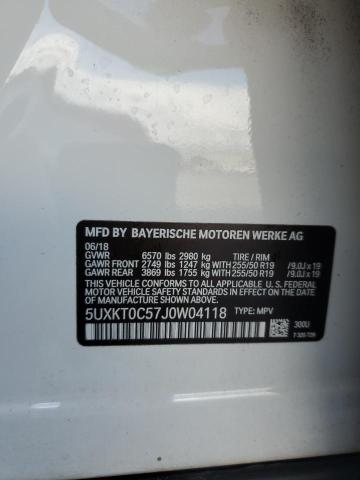 MFD BY BAYERISCHE MOTOREN WERKE AG
06/18
GVWR 6570 lbs 2980 kg TIRE / RIM
GAWR FRONT 2749 lbs 1247 kg WITH 255/50 R19 /9.0J x 19
GAWR REAR 3869 lbs 1755 kg WITH 255/50 R19 /9.0J x 19
THIS VEHICLE CONFORMS TO ALL APPLICABLE U.S. FEDERAL
MOTOR VEHICLE SAFETY STANDARDS IN EFFECT ON THE
DATE OF MANUFACTURE SHOWN ABOVE.
5UXKT0C57J0W04118 TYPE: MPV
300U